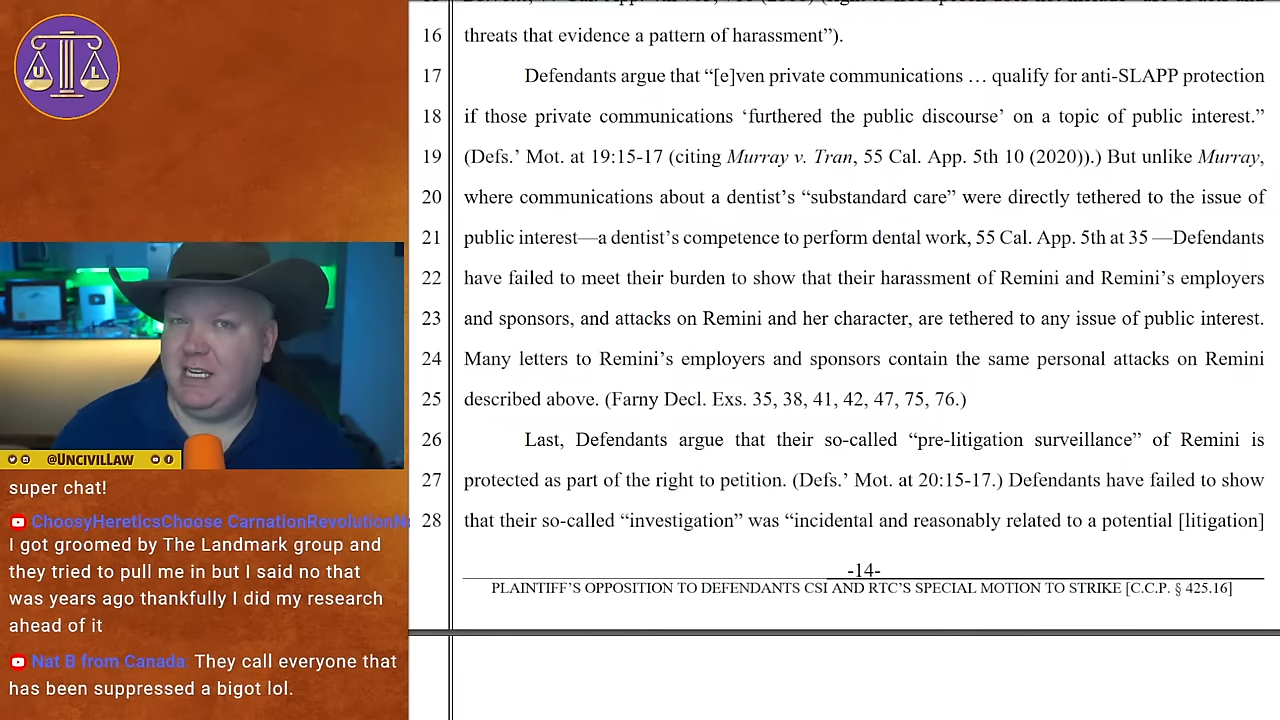 U L
@UNCIVILLAW
super chat!
ChoosyHereticsChoose CarnationRevolution
I got groomed by The Landmark group and
they tried to pull me in but I said no that
was years ago thankfully I did my research
ahead of it
Nat B from Canada: They call everyone that
has been suppressed a bigot lol.
16 threats that evidence a pattern of harassment”).
17 Defendants argue that “[e]ven private communications … qualify for anti-SLAPP protection
18 if those private communications ‘furthered the public discourse’ on a topic of public interest.”
19 (Defs.’ Mot. at 19:15-17 (citing Murray v. Tran, 55 Cal. App. 5th 10 (2020)).) But unlike Murray,
20 where communications about a dentist’s “substandard care” were directly tethered to the issue of
21 public interest—a dentist’s competence to perform dental work, 55 Cal. App. 5th at 35 —Defendants
22 have failed to meet their burden to show that their harassment of Remini and Remini’s employers
23 and sponsors, and attacks on Remini and her character, are tethered to any issue of public interest.
24 Many letters to Remini’s employers and sponsors contain the same personal attacks on Remini
25 described above. (Farny Decl. Exs. 35, 38, 41, 42, 47, 75, 76.)
26 Last, Defendants argue that their so-called “pre-litigation surveillance” of Remini is
27 protected as part of the right to petition. (Defs.’ Mot. at 20:15-17.) Defendants have failed to show
28 that their so-called “investigation” was “incidental and reasonably related to a potential [litigation]
-14-
PLAINTIFF’S OPPOSITION TO DEFENDANTS CSI AND RTC’S SPECIAL MOTION TO STRIKE [C.C.P. § 425.16]